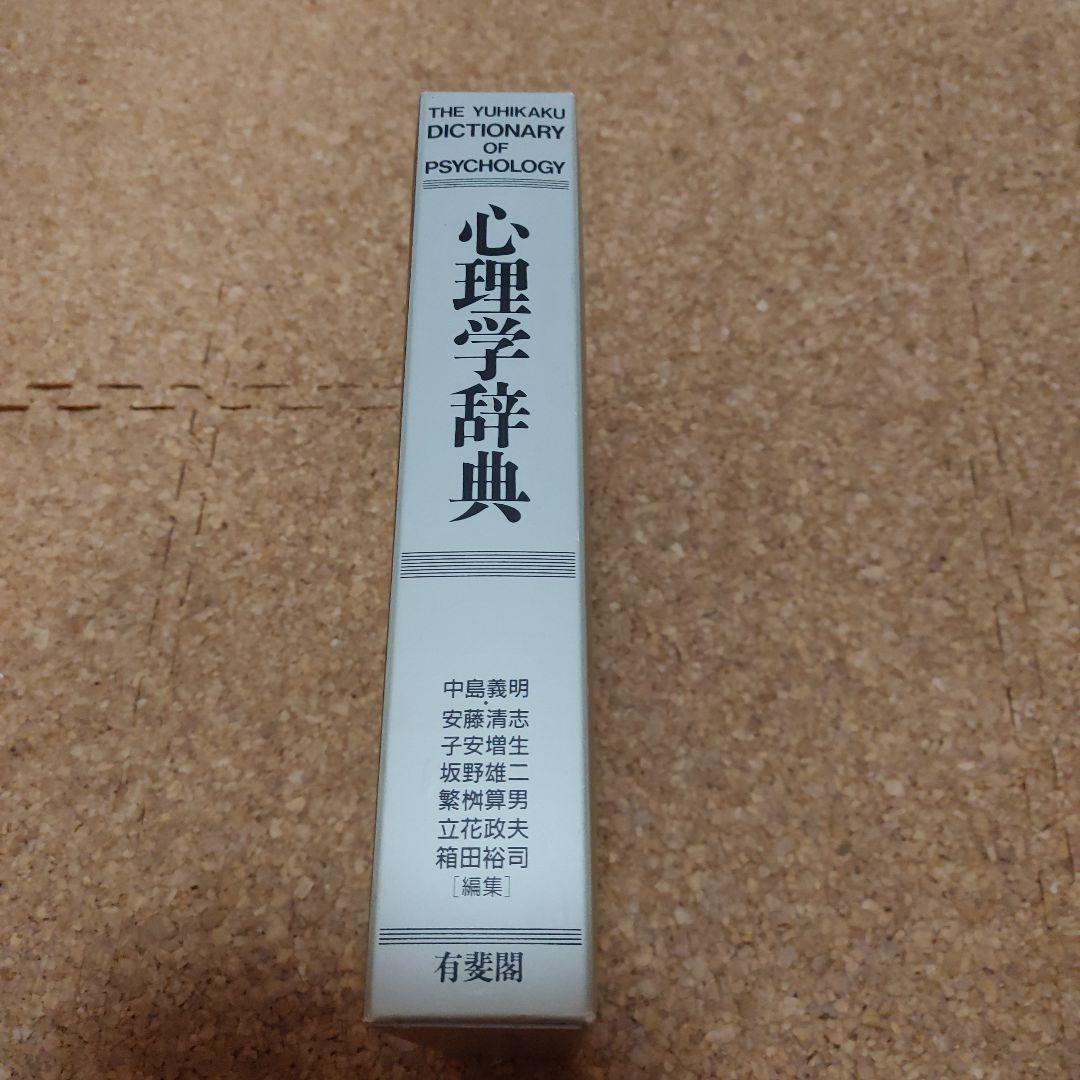 THE YUHIKAKU
DICTIONARY
OF
PSYCHOLOGY
心理学辞典
中島義明
安藤清志
子安増生
坂野雄二
繁桝算男
立花政夫
箱田裕司
[編集]
有斐閣